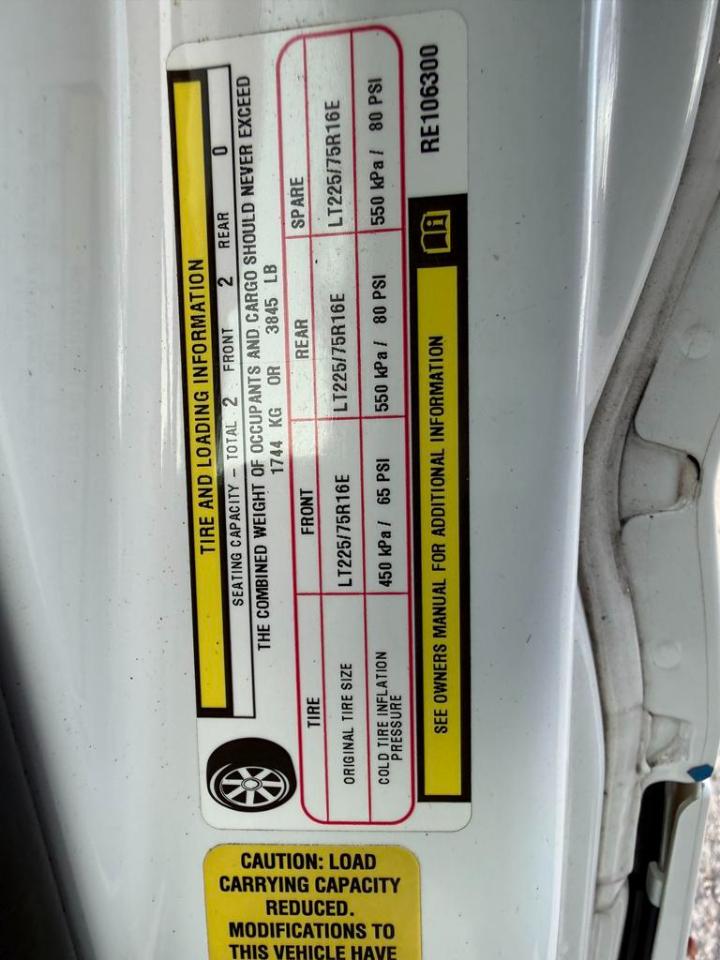 TIRE AND LOADING INFORMATION
SEATING CAPACITY – TOTAL 2 FRONT 2 REAR 0
THE COMBINED WEIGHT OF OCCUPANTS AND CARGO SHOULD NEVER EXCEED
1744 KG OR 3845 LB
TIRE FRONT REAR SPARE
ORIGINAL TIRE SIZE LT225/75R16E LT225/75R16E LT225/75R16E
COLD TIRE INFLATION
PRESSURE 450 kPa / 65 PSI 550 kPa / 80 PSI 550 kPa / 80 PSI
SEE OWNERS MANUAL FOR ADDITIONAL INFORMATION
RE106300
CAUTION: LOAD
CARRYING CAPACITY
REDUCED.
MODIFICATIONS TO
THIS VEHICLE HAVE